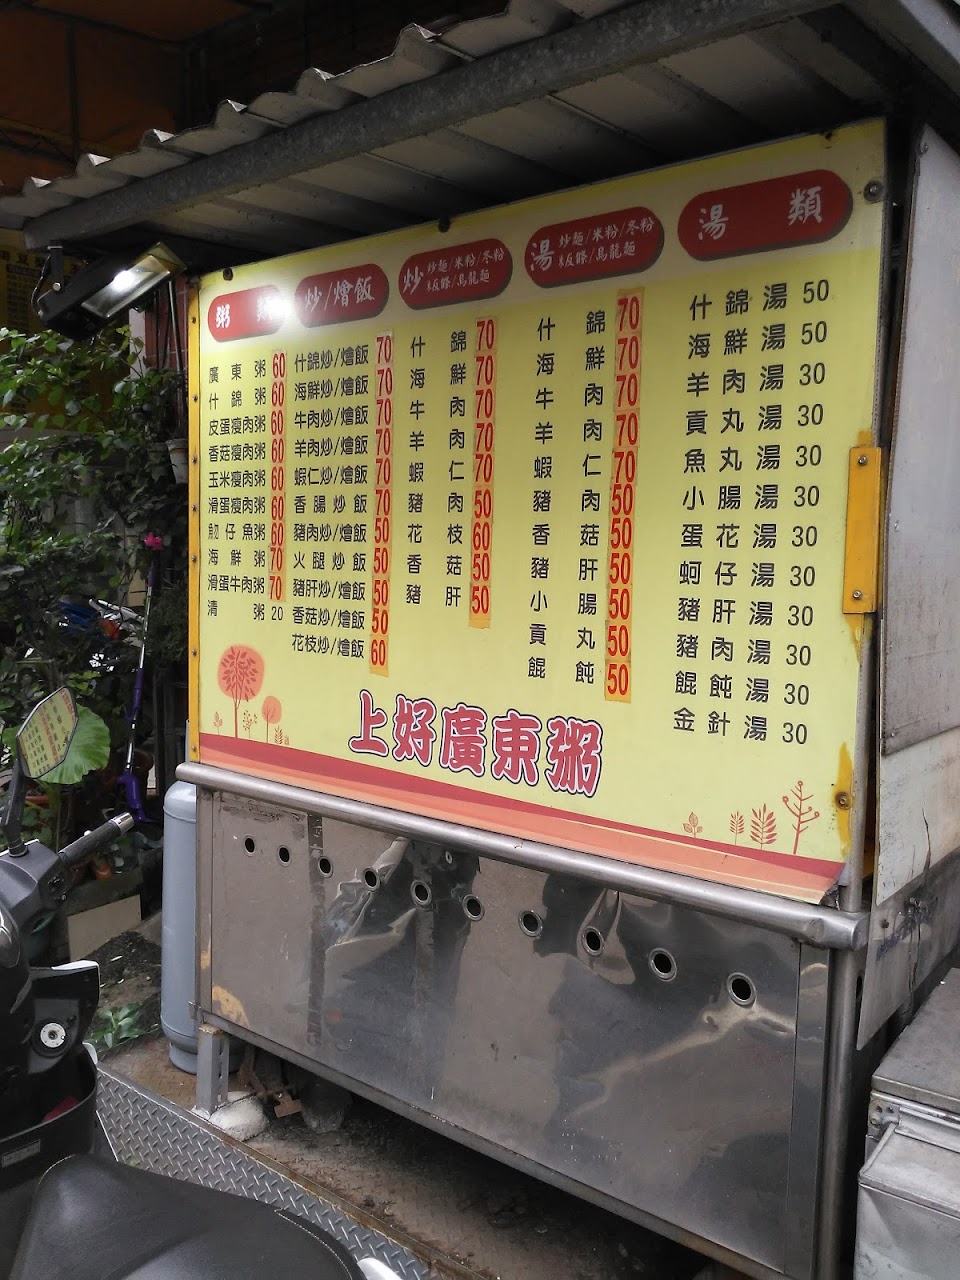 粥類
廣東粥 60
什錦粥 60
皮蛋瘦肉粥 60
香菇瘦肉粥 60
玉米瘦肉粥 60
滑蛋瘦肉粥 60
魩仔魚粥 60
海鮮粥 70
滑蛋牛肉粥 70
清粥 20
炒/燴飯
什錦炒/燴飯 70
海鮮炒/燴飯 70
牛肉炒/燴飯 70
羊肉炒/燴飯 70
蝦仁炒/燴飯 70
香腸炒飯 70
豬肉炒/燴飯 50
火腿炒飯 50
豬肝炒/燴飯 50
香菇炒/燴飯 50
花枝炒/燴飯 60
炒 炒麵/米粉/冬粉
粄條/烏龍麵
什錦 70
海鮮 70
牛肉 70
羊肉 70
蝦仁 70
豬肉 50
花枝 60
香菇 50
豬肝 50
湯 炒麵/米粉/冬粉
粄條/烏龍麵
什錦 70
海鮮 70
牛肉 70
羊肉 70
蝦仁 70
豬肉 50
香菇 50
豬肝 50
小腸 50
貢丸 50
餛飩 50
湯類
什錦湯 50
海鮮湯 50
羊肉湯 30
貢丸湯 30
魚丸湯 30
小腸湯 30
蛋花湯 30
蚵仔湯 30
豬肝湯 30
豬肉湯 30
餛飩湯 30
金針湯 30
上好廣東粥